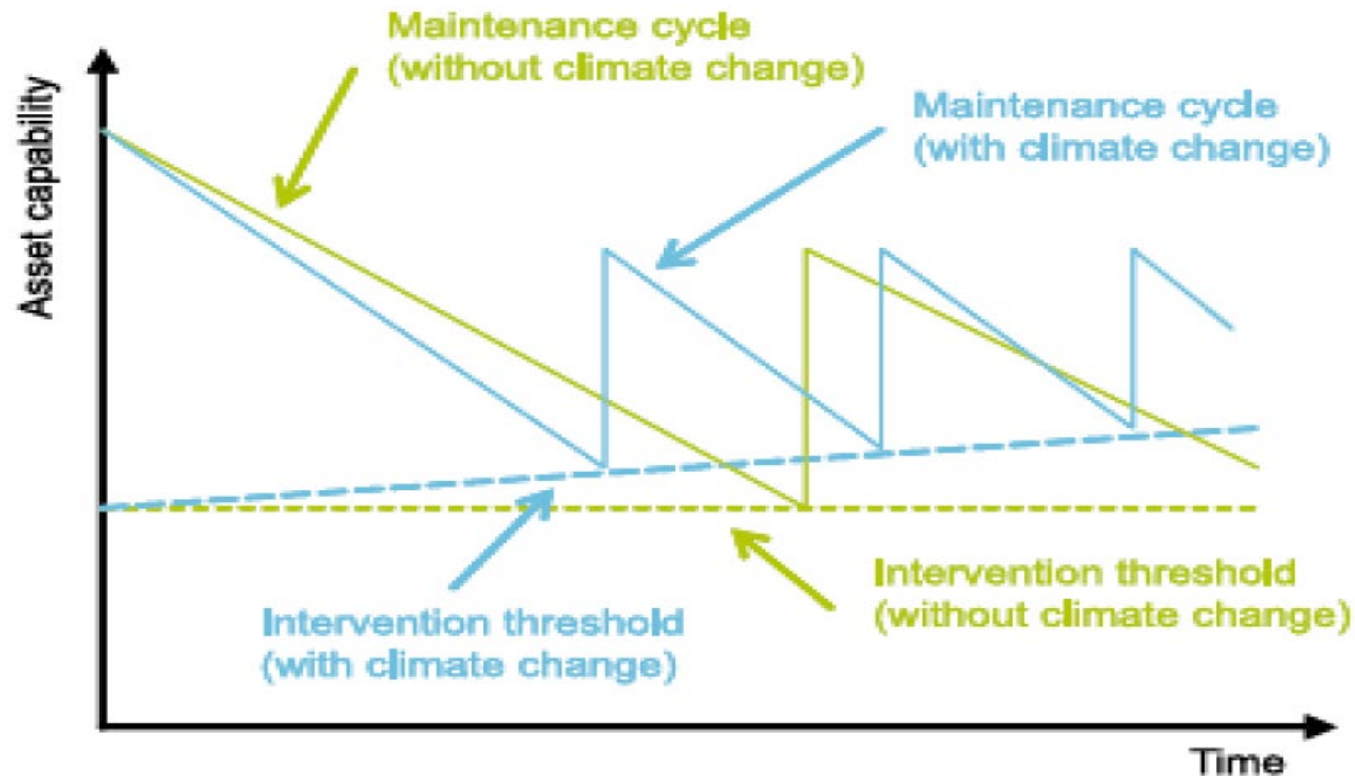 Maintenance cycle
(without climate change)
Maintenance cycle
(with climate change)
Asset capability
Intervention threshold
(without climate change)
Intervention threshold
(with climate change)
Time